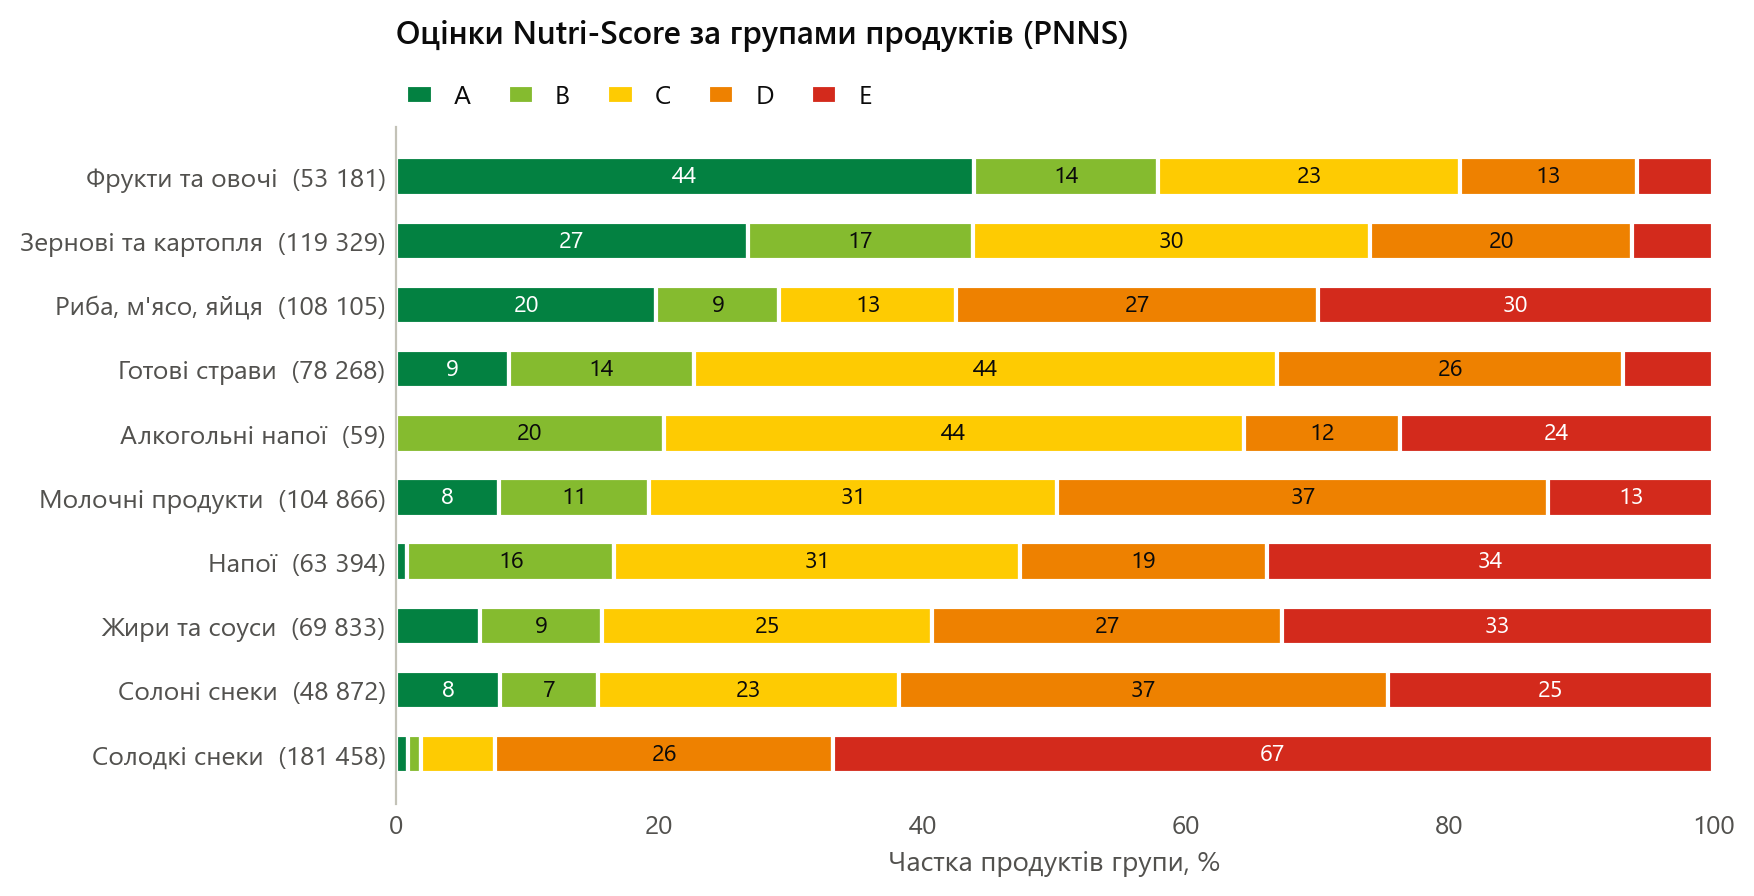 Оцінки Nutri-Score за групами продуктів (PNNS)
A B C D E
Фрукти та овочі (53 181) 44 14 23 13
Зернові та картопля (119 329) 27 17 30 20
Риба, м'ясо, яйця (108 105) 20 9 13 27 30
Готові страви (78 268) 9 14 44 26
Алкогольні напої (59) 20 44 12 24
Молочні продукти (104 866) 8 11 31 37 13
Напої (63 394) 16 31 19 34
Жири та соуси (69 833) 9 25 27 33
Солоні снеки (48 872) 8 7 23 37 25
Солодкі снеки (181 458) 26 67
0 20 40 60 80 100
Частка продуктів групи, %